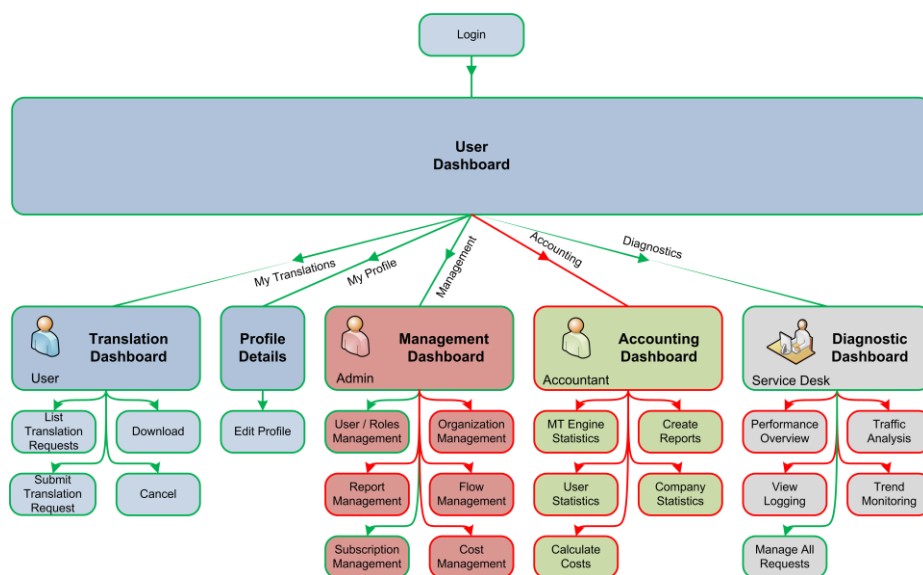 Login
User
Dashboard
My Translations
My Profile
Management
Accounting
Diagnostics
Translation
Dashboard
User
Profile
Details
Management
Dashboard
Admin
Accounting
Dashboard
Accountant
Diagnostic
Dashboard
Service Desk
List
Translation
Requests
Download
Edit Profile
User / Roles
Management
Organization
Management
MT Engine
Statistics
Create
Reports
Performance
Overview
Traffic
Analysis
Submit
Translation
Request
Cancel
Report
Management
Flow
Management
User
Statistics
Company
Statistics
View
Logging
Trend
Monitoring
Subscription
Management
Cost
Management
Calculate
Costs
Manage All
Requests